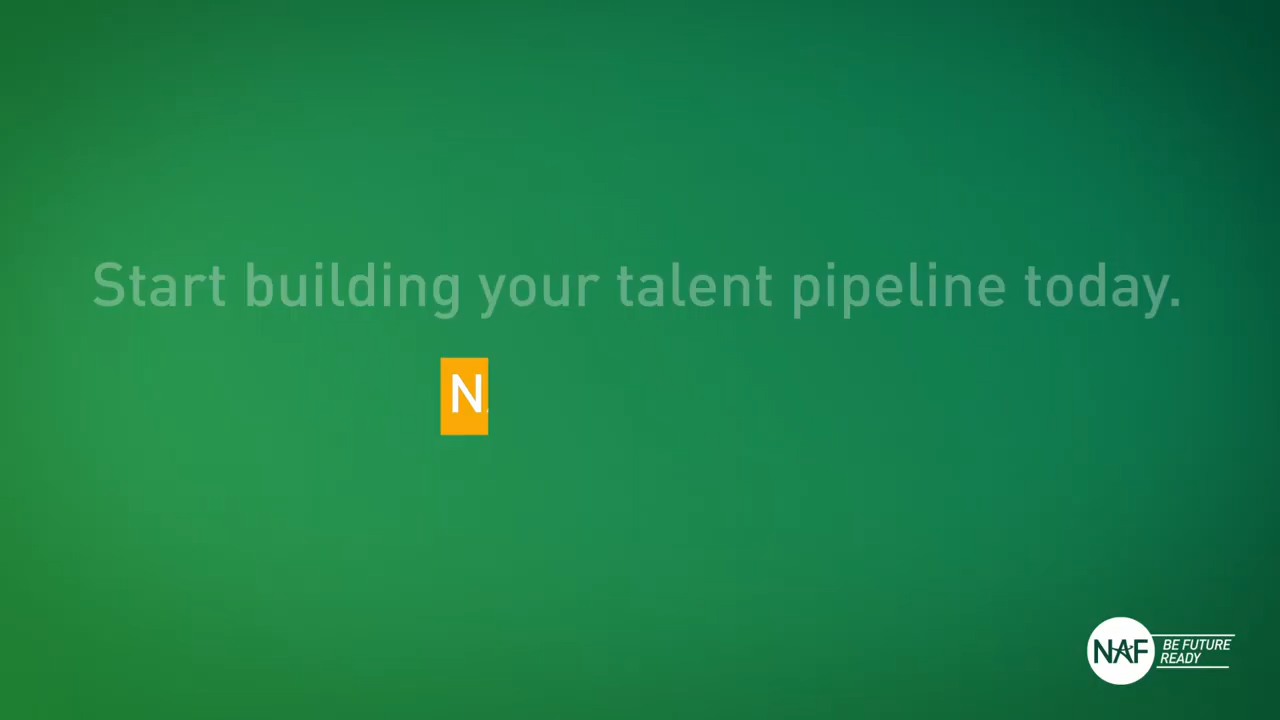 Start building your talent pipeline today.
N
NAF
BE FUTURE
READY